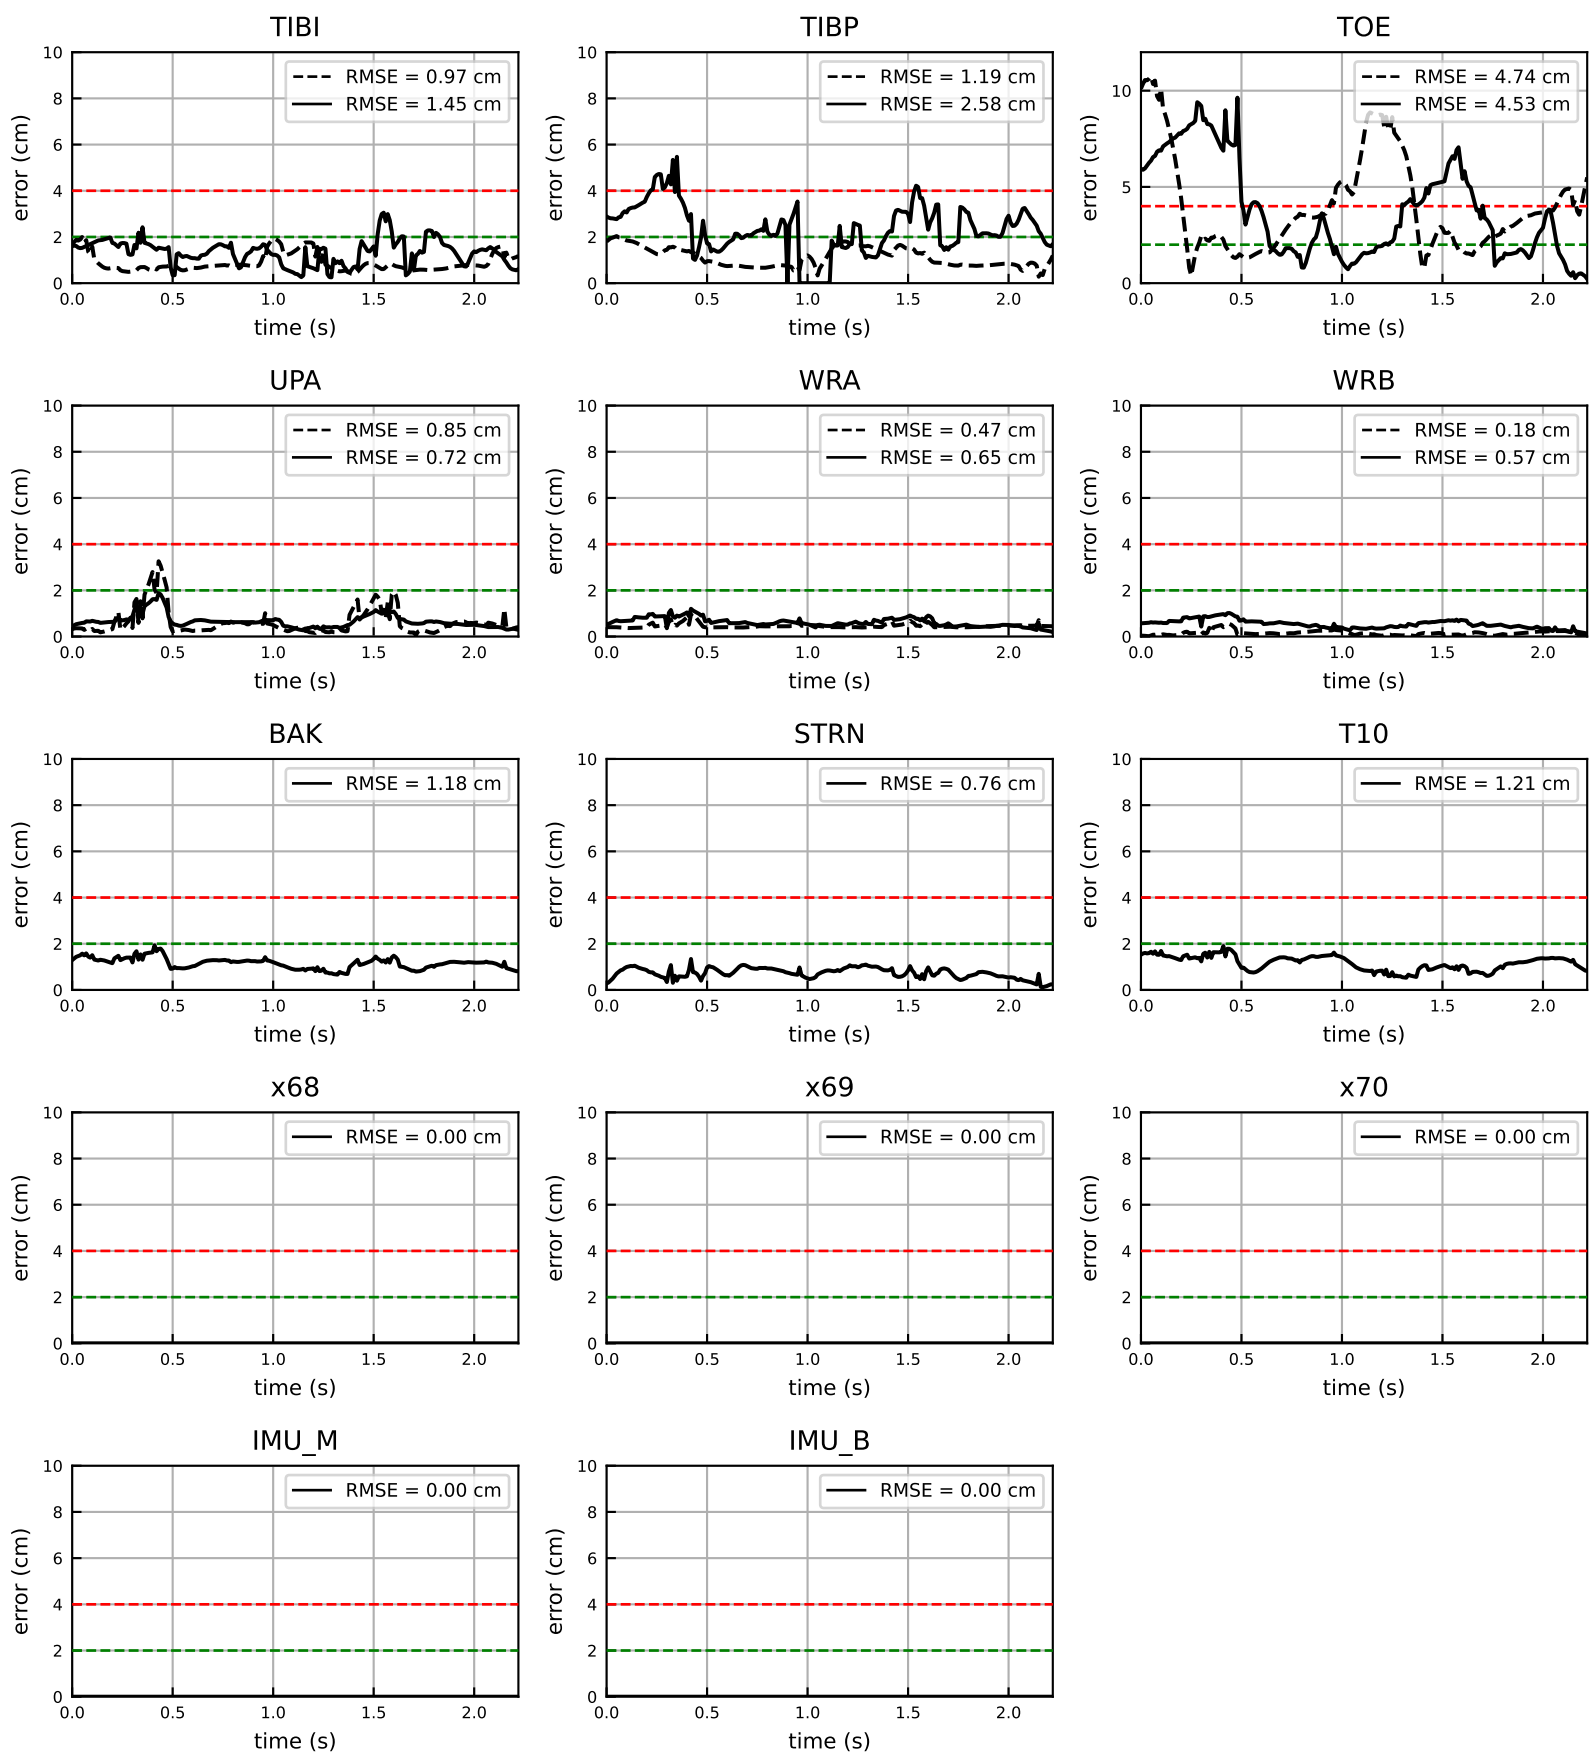 TIBI
10
8
6
4
2
0
error (cm)
RMSE = 0.97 cm
RMSE = 1.45 cm
0.0 0.5 1.0 1.5 2.0
time (s)
TIBP
10
8
6
4
2
0
error (cm)
RMSE = 1.19 cm
RMSE = 2.58 cm
0.0 0.5 1.0 1.5 2.0
time (s)
TOE
10
5
0
error (cm)
RMSE = 4.74 cm
RMSE = 4.53 cm
0.0 0.5 1.0 1.5 2.0
time (s)
UPA
10
8
6
4
2
0
error (cm)
RMSE = 0.85 cm
RMSE = 0.72 cm
0.0 0.5 1.0 1.5 2.0
time (s)
WRA
10
8
6
4
2
0
error (cm)
RMSE = 0.47 cm
RMSE = 0.65 cm
0.0 0.5 1.0 1.5 2.0
time (s)
WRB
10
8
6
4
2
0
error (cm)
RMSE = 0.18 cm
RMSE = 0.57 cm
0.0 0.5 1.0 1.5 2.0
time (s)
BAK
10
8
6
4
2
0
error (cm)
RMSE = 1.18 cm
0.0 0.5 1.0 1.5 2.0
time (s)
STRN
10
8
6
4
2
0
error (cm)
RMSE = 0.76 cm
0.0 0.5 1.0 1.5 2.0
time (s)
T10
10
8
6
4
2
0
error (cm)
RMSE = 1.21 cm
0.0 0.5 1.0 1.5 2.0
time (s)
x68
10
8
6
4
2
0
error (cm)
RMSE = 0.00 cm
0.0 0.5 1.0 1.5 2.0
time (s)
x69
10
8
6
4
2
0
error (cm)
RMSE = 0.00 cm
0.0 0.5 1.0 1.5 2.0
time (s)
x70
10
8
6
4
2
0
error (cm)
RMSE = 0.00 cm
0.0 0.5 1.0 1.5 2.0
time (s)
IMU_M
10
8
6
4
2
0
error (cm)
RMSE = 0.00 cm
0.0 0.5 1.0 1.5 2.0
time (s)
IMU_B
10
8
6
4
2
0
error (cm)
RMSE = 0.00 cm
0.0 0.5 1.0 1.5 2.0
time (s)